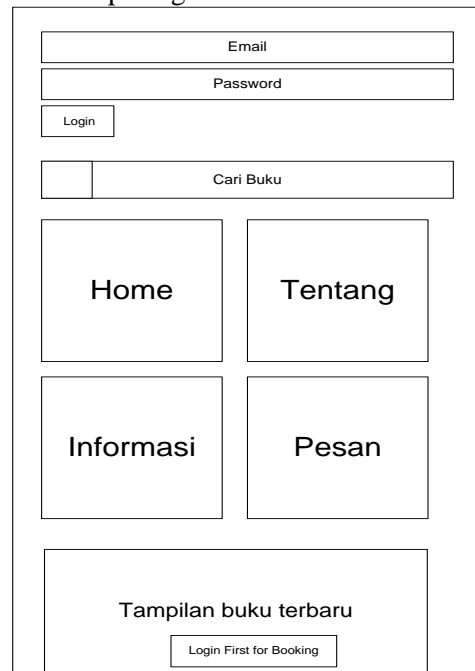 Email
Password
Login
Cari Buku
Home
Tentang
Informasi
Pesan
Tampilan buku terbaru
Login First for Booking